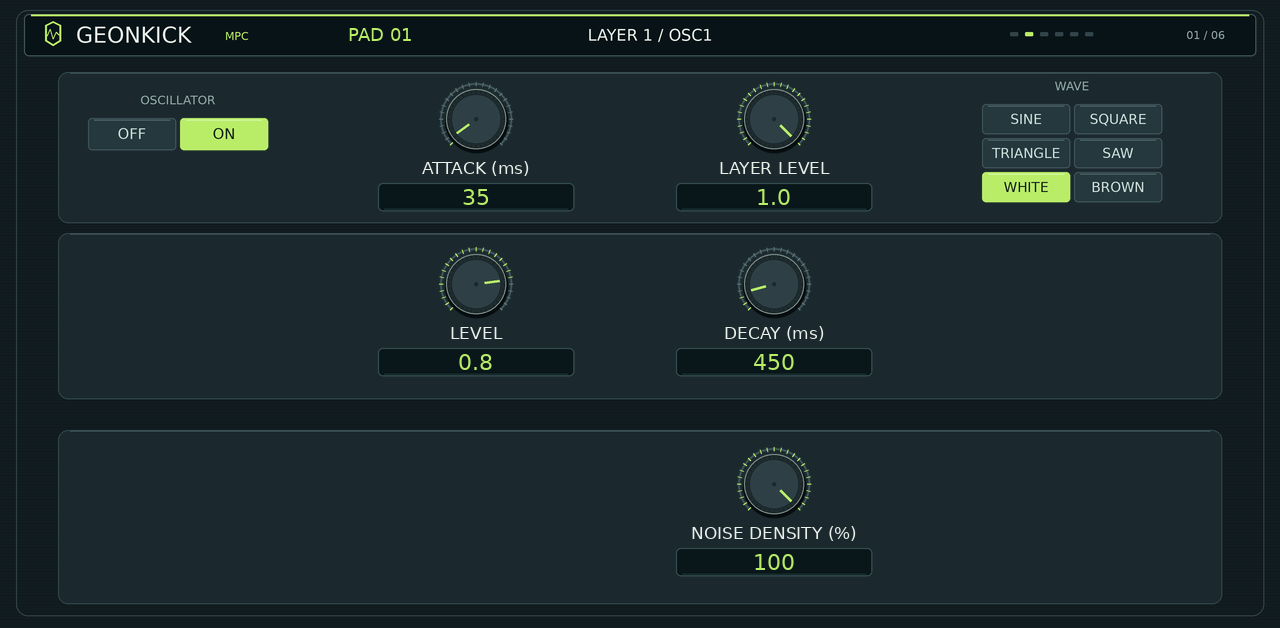 GEONKICK MPC PAD 01 LAYER 1 / OSC1 01 / 06
OSCILLATOR
OFF ON
ATTACK (ms)
35
LAYER LEVEL
1.0
WAVE
SINE SQUARE
TRIANGLE SAW
WHITE BROWN
LEVEL
0.8
DECAY (ms)
450
NOISE DENSITY (%)
100